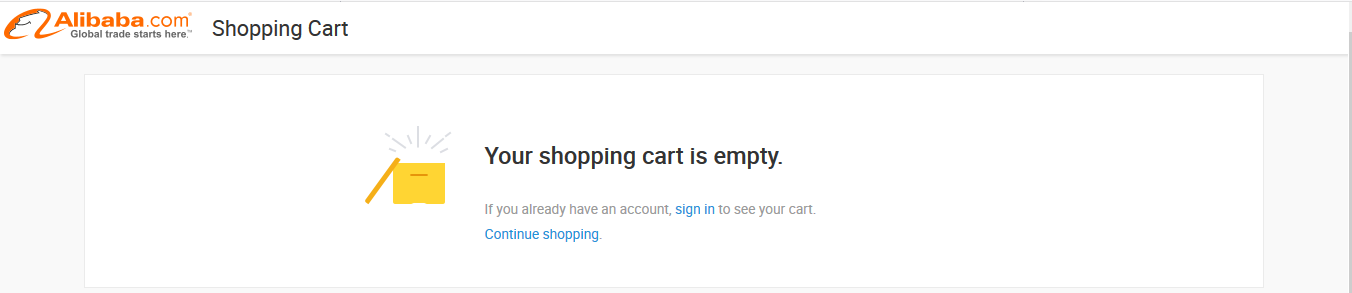 Alibaba.com®
Global trade starts here.™
Shopping Cart
Your shopping cart is empty.
If you already have an account, sign in to see your cart.
Continue shopping.